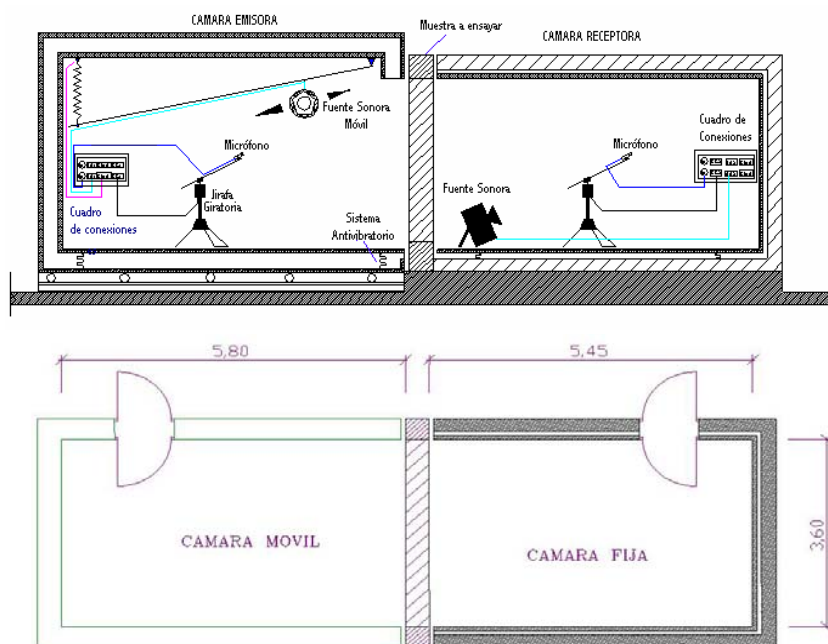 CAMARA EMISORA
Muestra a ensayar
CAMARA RECEPTORA
Fuente Sonora
Móvil
Micrófono
Jirafa
Giratoria
Cuadro
de conexiones
Sistema
Antivibratorio
Fuente Sonora
Micrófono
Cuadro de
Conexiones
5,80
5,45
CAMARA MOVIL
CAMARA FIJA
3,60